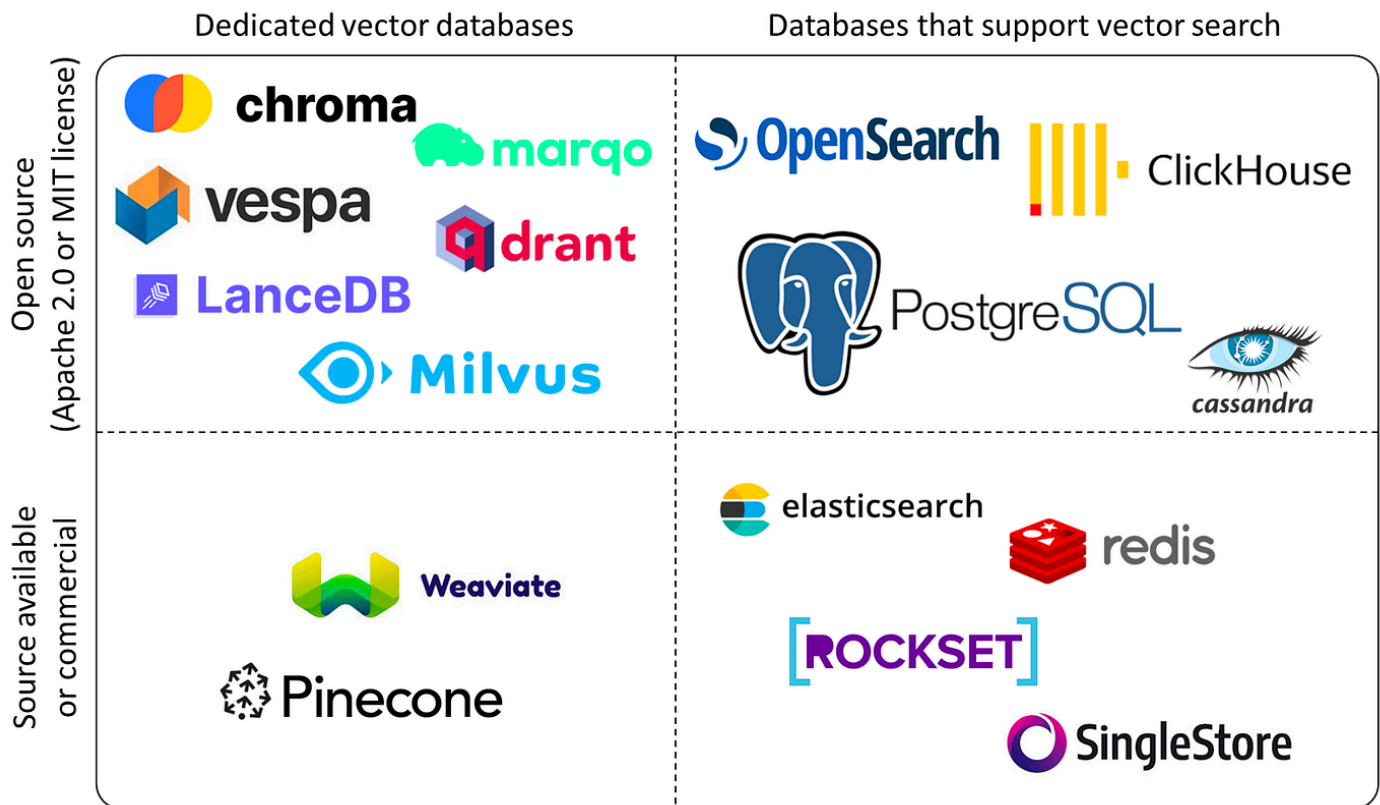 Dedicated vector databases
Databases that support vector search
Open source
(Apache 2.0 or MIT license)
chroma
marqo
vespa
qdrant
LanceDB
Milvus
OpenSearch
ClickHouse
PostgreSQL
cassandra
Source available
or commercial
Weaviate
Pinecone
elasticsearch
redis
[ROCKSET]
SingleStore